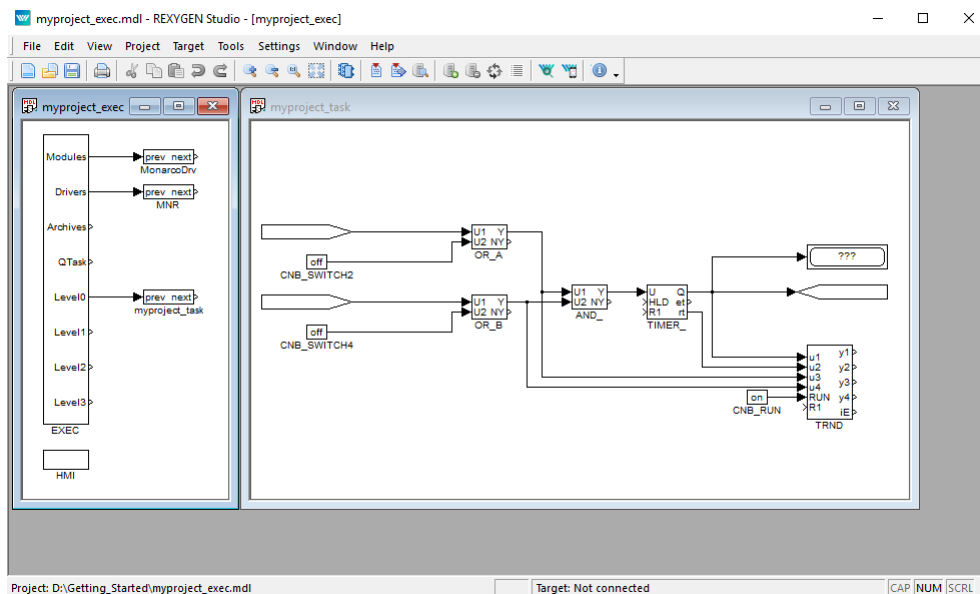 myproject_exec.mdl - REXYGEN Studio - [myproject_exec]
File Edit View Project Target Tools Settings Window Help
myproject_exec
Modules
prev next
MonarcoDrv
Drivers
prev next
MNR
Archives
QTask
Level0
prev next
myproject_task
Level1
Level2
Level3
EXEC
HMI
myproject_task
U1 Y
U2 NY
OR_A
off
CNB_SWITCH2
U1 Y
U2 NY
OR_B
off
CNB_SWITCH4
U1 Y
U2 NY
AND_
U Q
HLD et
R1 rt
TIMER_
???
on
CNB_RUN
u1 y1
u2 y2
u3 y3
u4
RUN y4
R1 iE
TRND
Project: D:\Getting_Started\myproject_exec.mdl
Target: Not connected
CAP NUM SCRL